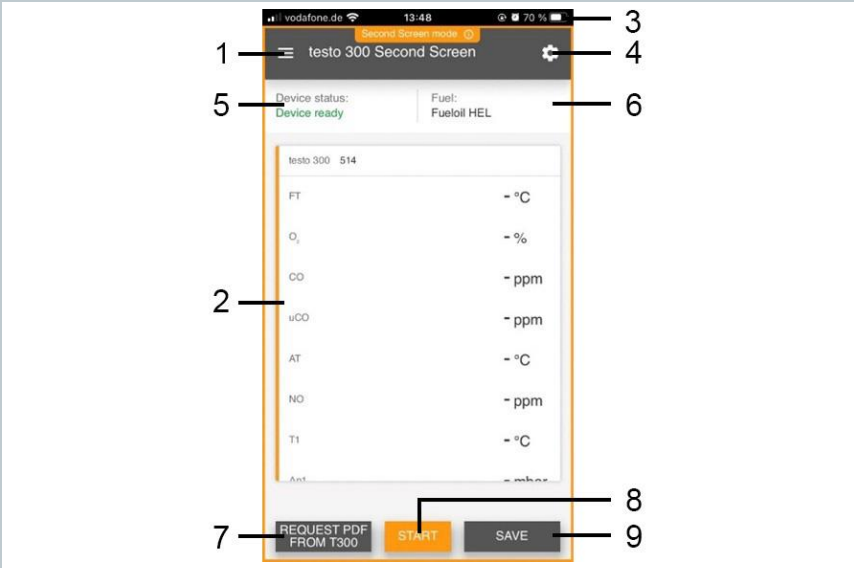 vodafone.de 13:48 70 %
3
Second Screen mode
1
testo 300 Second Screen
4
Device status:
Fuel:
5
6
Device ready
Fueloil HEL
testo 300 514
FT - °C
O₂ - %
CO - ppm
2
uCO - ppm
AT - °C
NO - ppm
T1 - °C
Δp1 - mbar
8
7
REQUEST PDF
FROM T300
START
SAVE
9